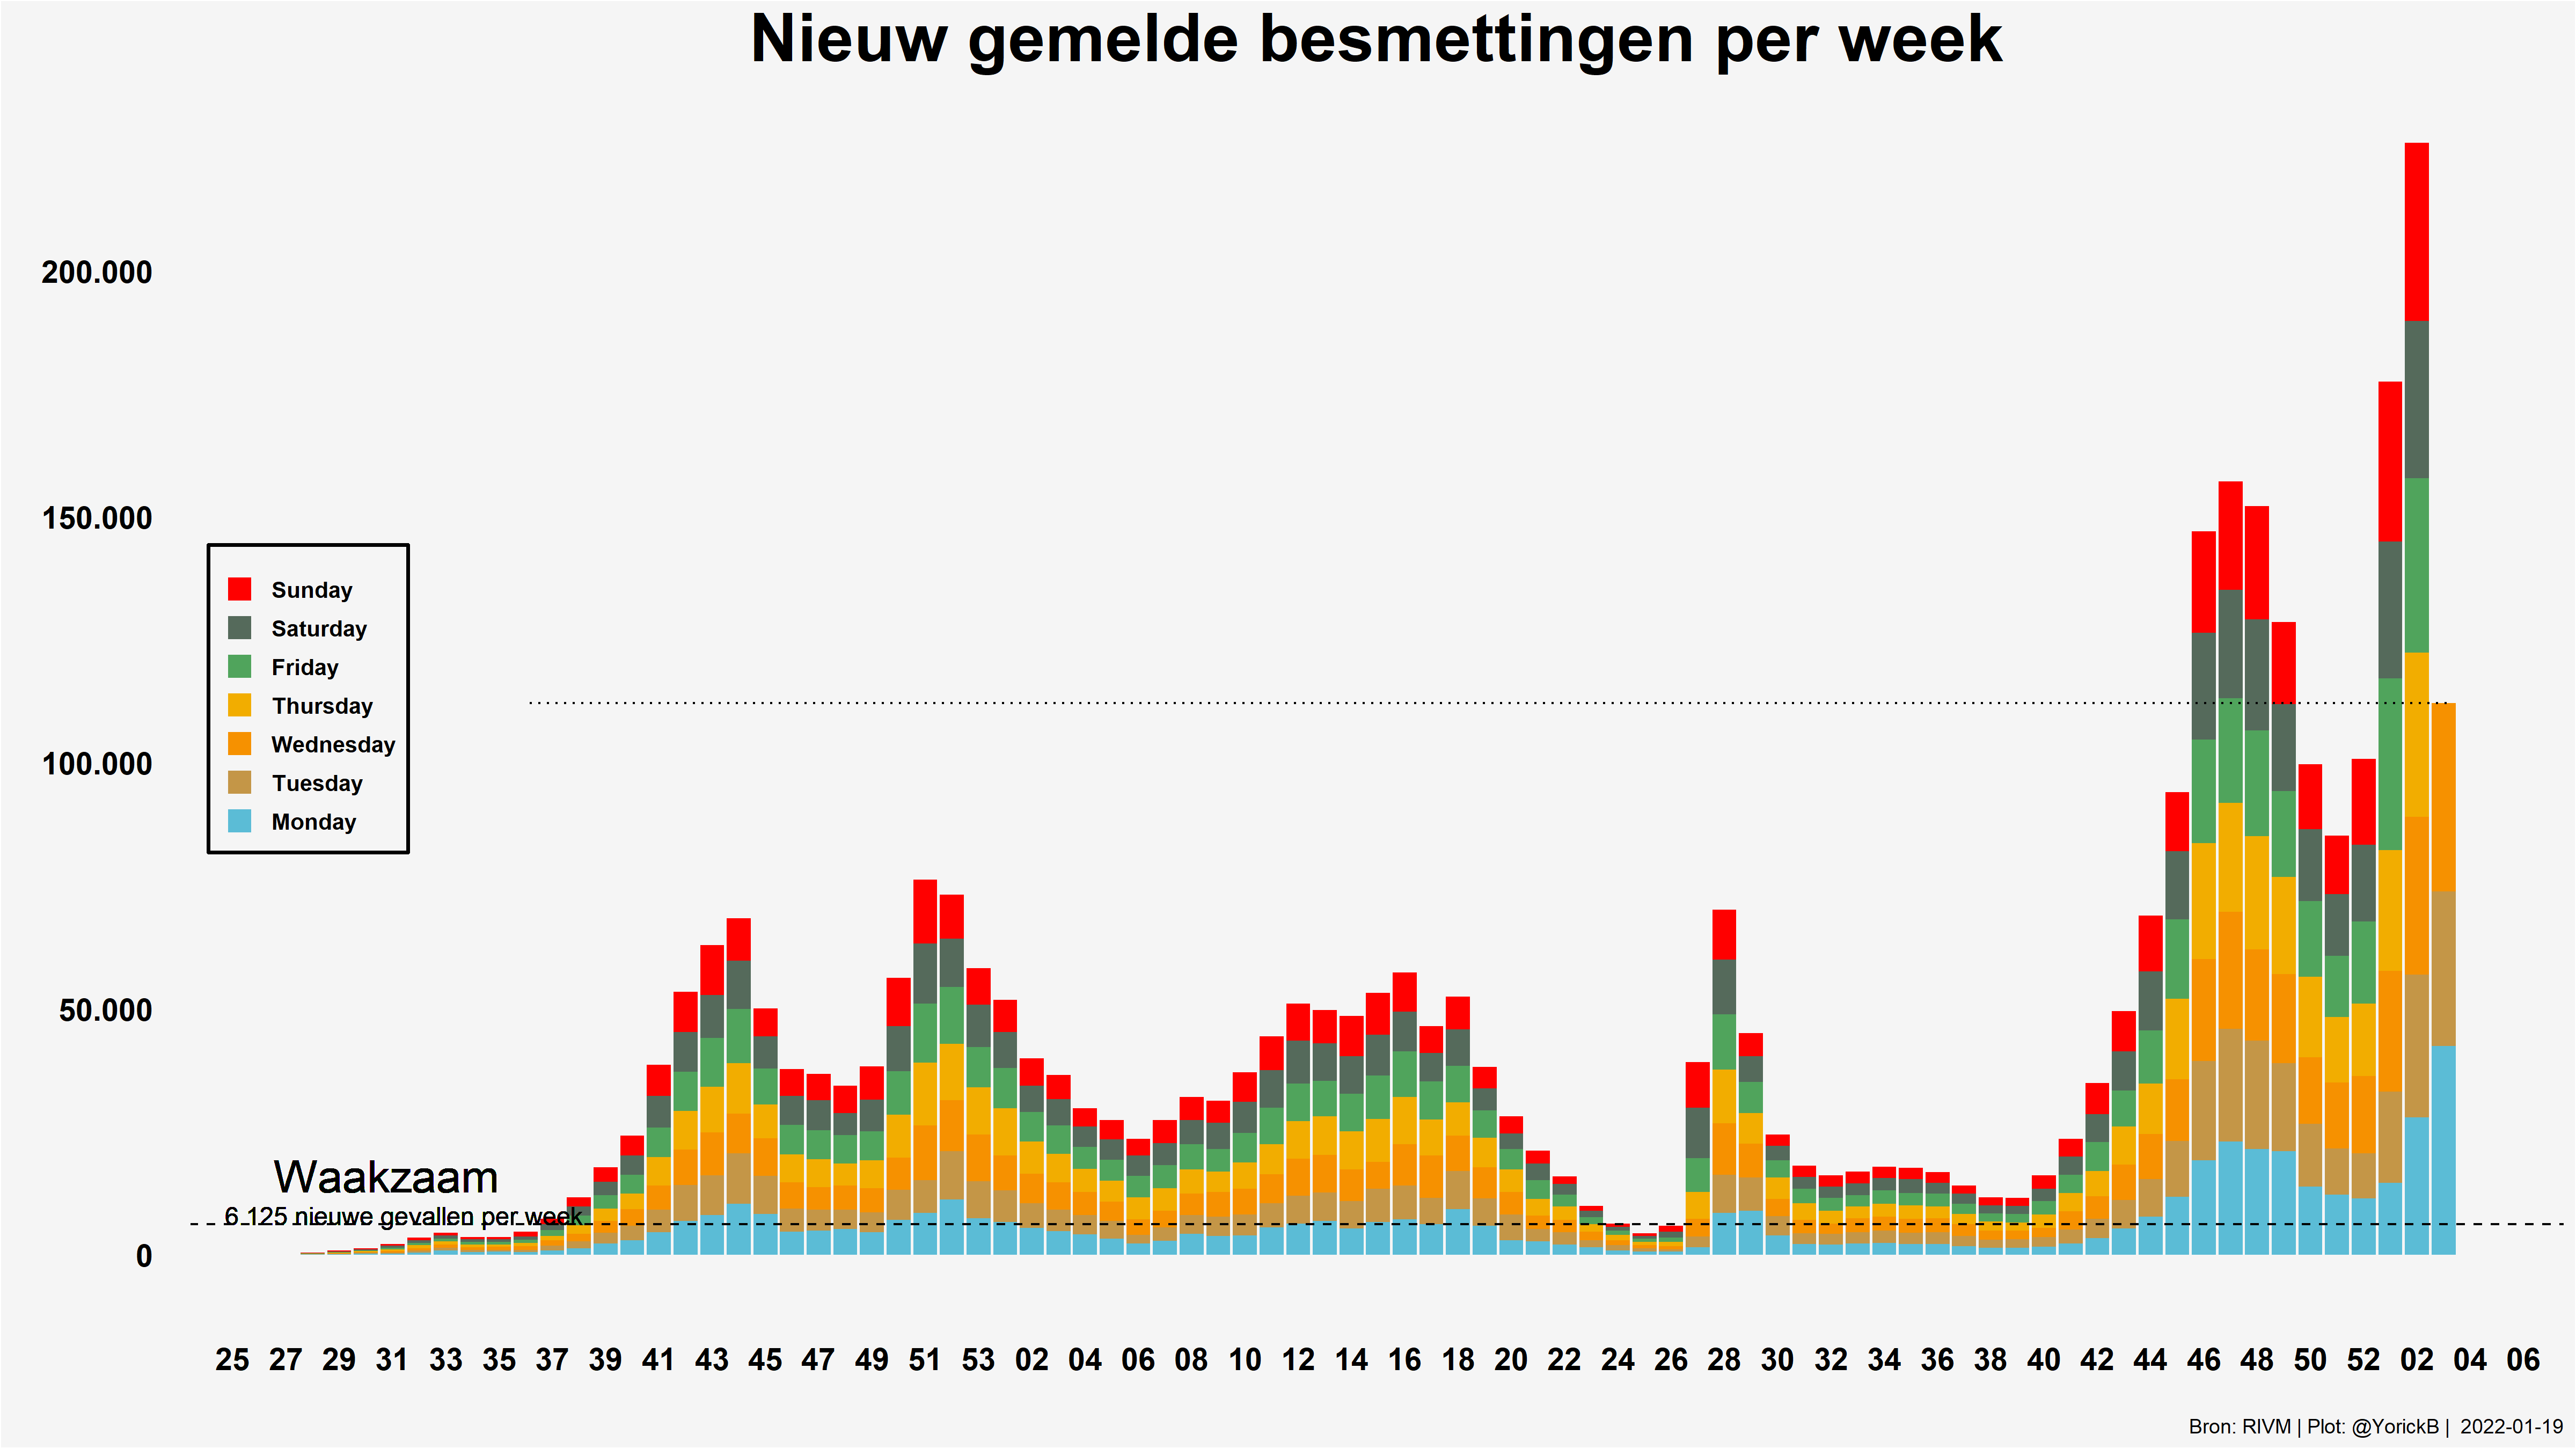 Nieuw gemelde besmettingen per week
200.000
150.000
100.000
50.000
0
Sunday
Saturday
Friday
Thursday
Wednesday
Tuesday
Monday
Waakzaam
6.125 nieuwe gevallen per week
25 27 29 31 33 35 37 39 41 43 45 47 49 51 53 02 04 06 08 10 12 14 16 18 20 22 24 26 28 30 32 34 36 38 40 42 44 46 48 50 52 02 04 06
Bron: RIVM | Plot: @YorickB | 2022-01-19